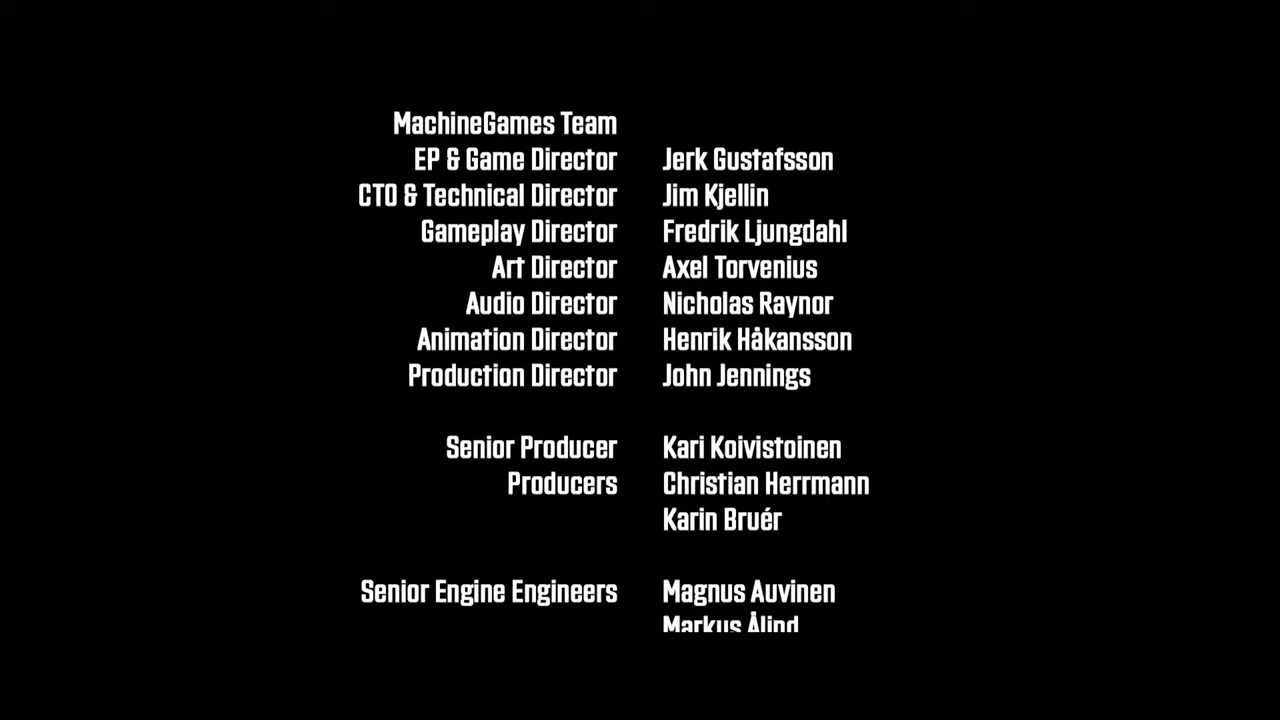 MachineGames Team
EP & Game Director Jerk Gustafsson
CTO & Technical Director Jim Kjellin
Gameplay Director Fredrik Ljungdahl
Art Director Axel Torvenius
Audio Director Nicholas Raynor
Animation Director Henrik Håkansson
Production Director John Jennings
Senior Producer Kari Koivistoinen
Producers Christian Herrmann
Karin Bruér
Senior Engine Engineers Magnus Auvinen
Markus Ålind